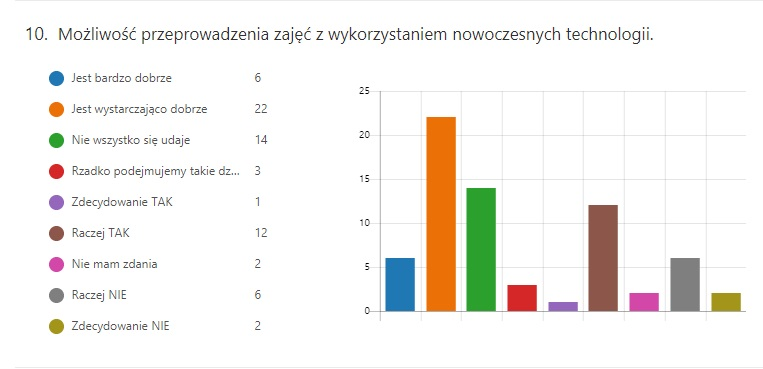 10. Możliwość przeprowadzenia zajęć z wykorzystaniem nowoczesnych technologii.
Jest bardzo dobrze 6
Jest wystarczająco dobrze 22
Nie wszystko się udaje 14
Rzadko podejmujemy takie dz... 3
Zdecydowanie TAK 1
Raczej TAK 12
Nie mam zdania 2
Raczej NIE 6
Zdecydowanie NIE 2
25
20
15
10
5
0